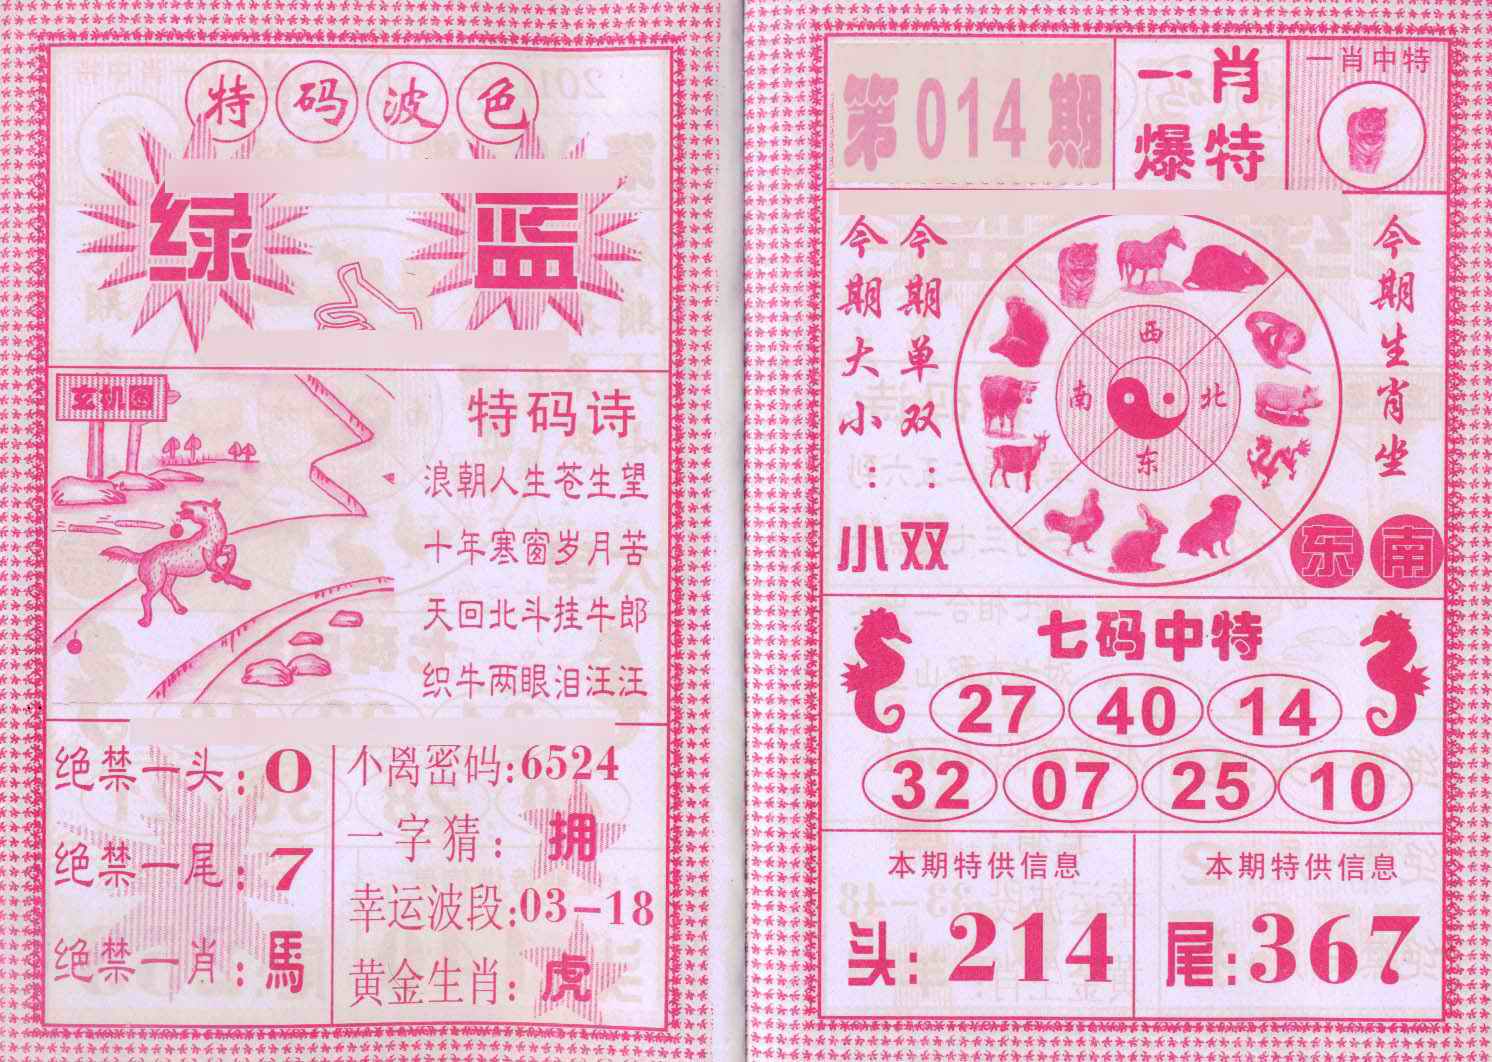 特码波色
绿 蓝
玄机图
特码诗
浪朝人生苍生望
十年寒窗岁月苦
天回北斗挂牛郎
织牛两眼泪汪汪
绝禁一头:0
绝禁一尾:7
绝禁一肖:馬
不离密码:6524
一字猜:拥
幸运波段:03-18
黄金生肖:虎
第014期
一肖
爆特
一肖中特
今期大小:小
今期单双:双
西
南 北
东
今期生肖坐
东南
七码中特
27 40 14
32 07 25 10
本期特供信息
头:214
本期特供信息
尾:367